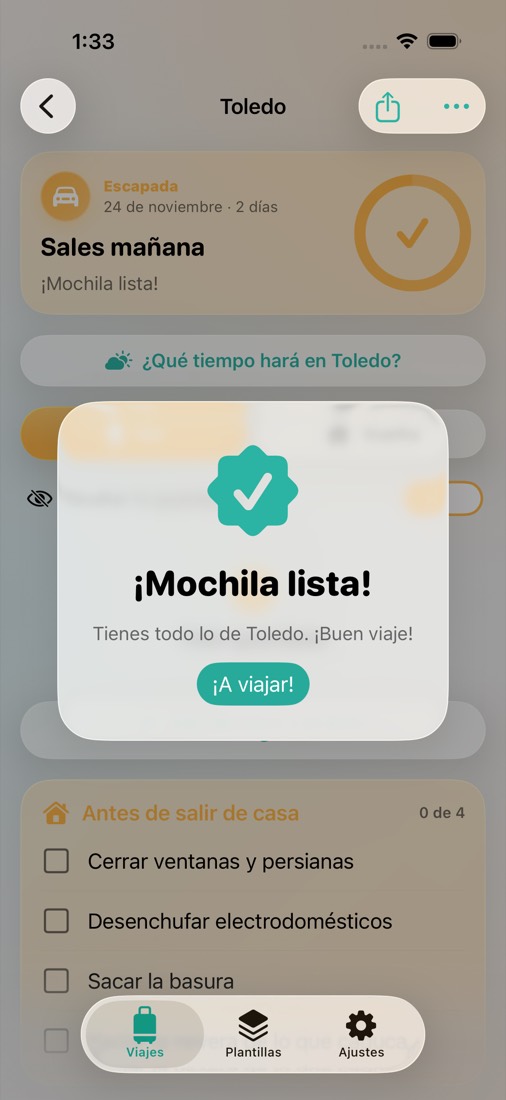 1:33
Toledo
Escapada
24 de noviembre · 2 días
Sales mañana
¡Mochila lista!
¿Qué tiempo hará en Toledo?
¡Mochila lista!
Tienes todo lo de Toledo. ¡Buen viaje!
¡A viajar!
Antes de salir de casa
0 de 4
Cerrar ventanas y persianas
Desenchufar electrodomésticos
Sacar la basura
Viajes
Plantillas
Ajustes